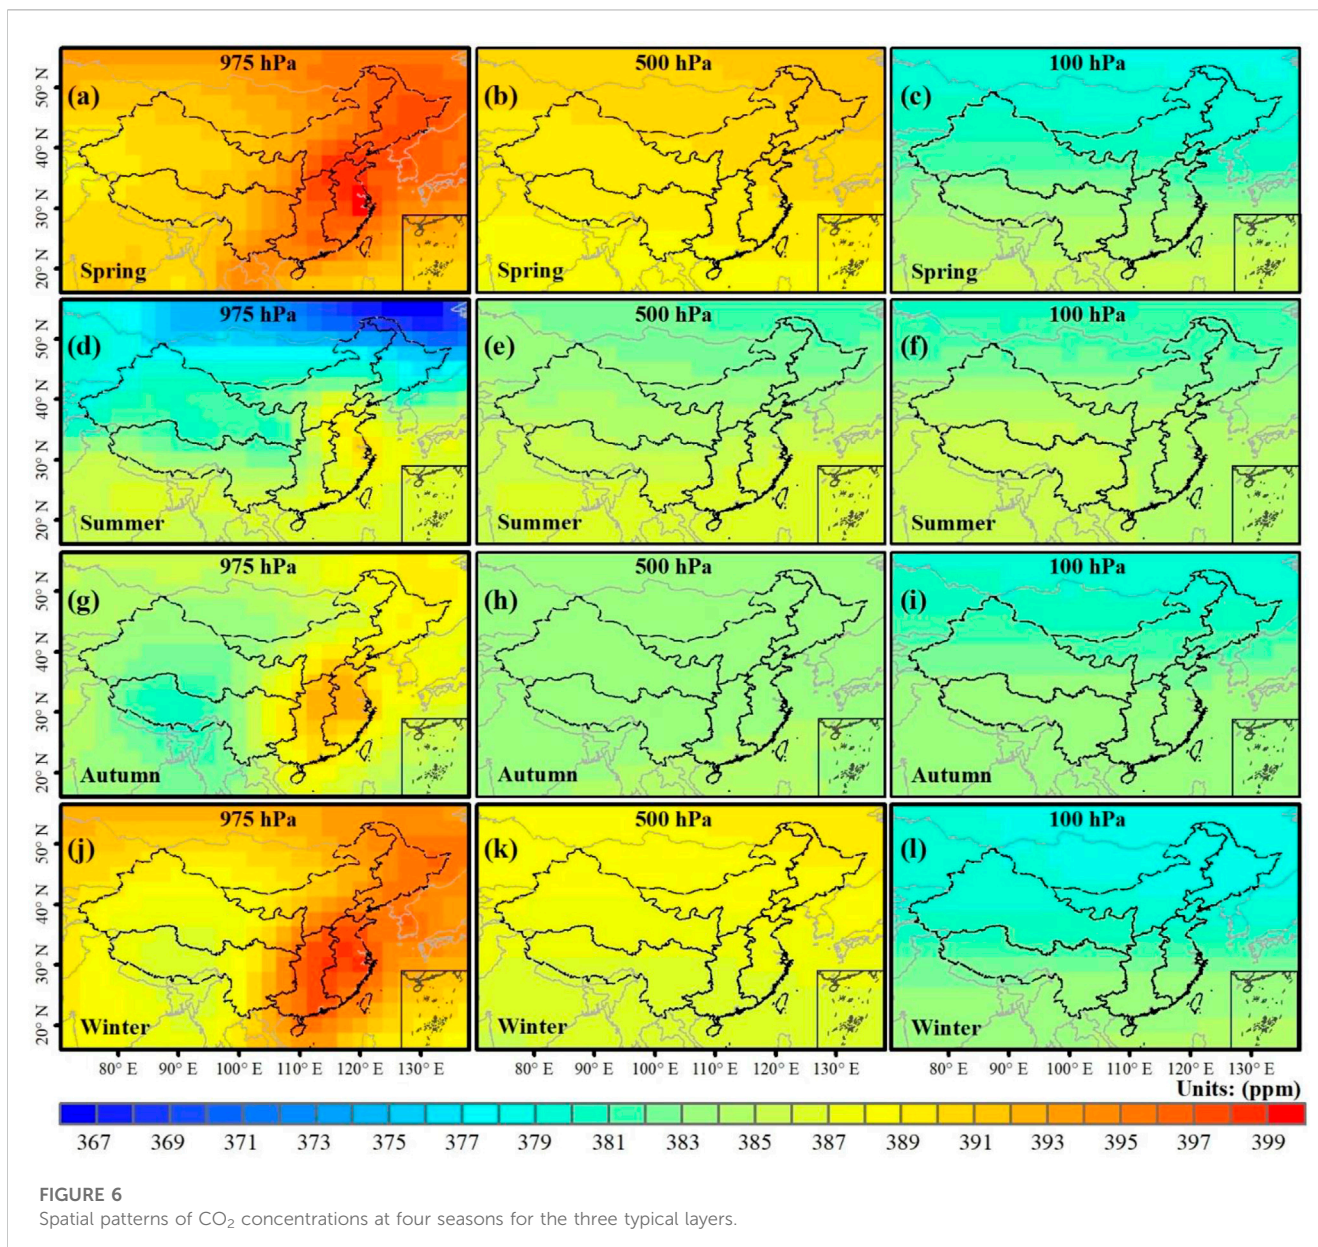 975 hPa 500 hPa 100 hPa
50° N (a) (b) (c)
40° N
30° N
20° N Spring Spring Spring
975 hPa 500 hPa 100 hPa
50° N (d) (e) (f)
40° N
30° N
20° N Summer Summer Summer
975 hPa 500 hPa 100 hPa
50° N (g) (h) (i)
40° N
30° N
20° N Autumn Autumn Autumn
975 hPa 500 hPa 100 hPa
50° N (j) (k) (l)
40° N
30° N
20° N Winter Winter Winter
80° E 90° E 100° E 110° E 120° E 130° E 80° E 90° E 100° E 110° E 120° E 130° E 80° E 90° E 100° E 110° E 120° E 130° E
Units: (ppm)
367 369 371 373 375 377 379 381 383 385 387 389 391 393 395 397 399
FIGURE 6
Spatial patterns of CO₂ concentrations at four seasons for the three typical layers.